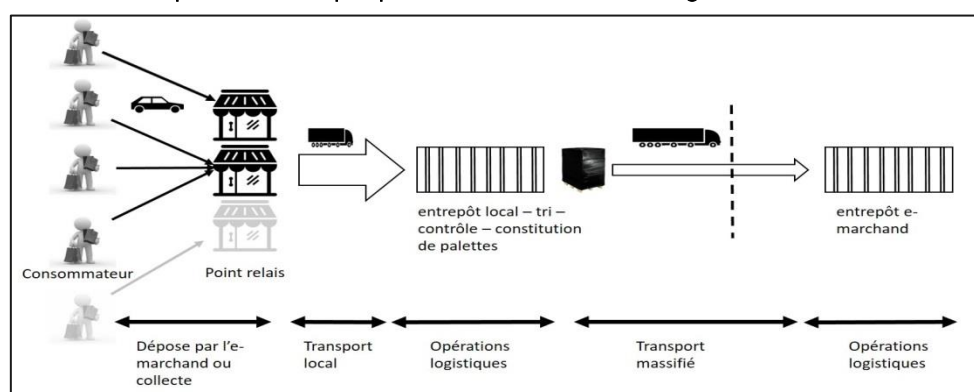 entrepôt local – tri –
contrôle – constitution
de palettes
entrepôt e-
marchand
Consommateur
Point relais
Dépose par l’e-
marchand ou
collecte
Transport
local
Opérations
logistiques
Transport
massifié
Opérations
logistiques